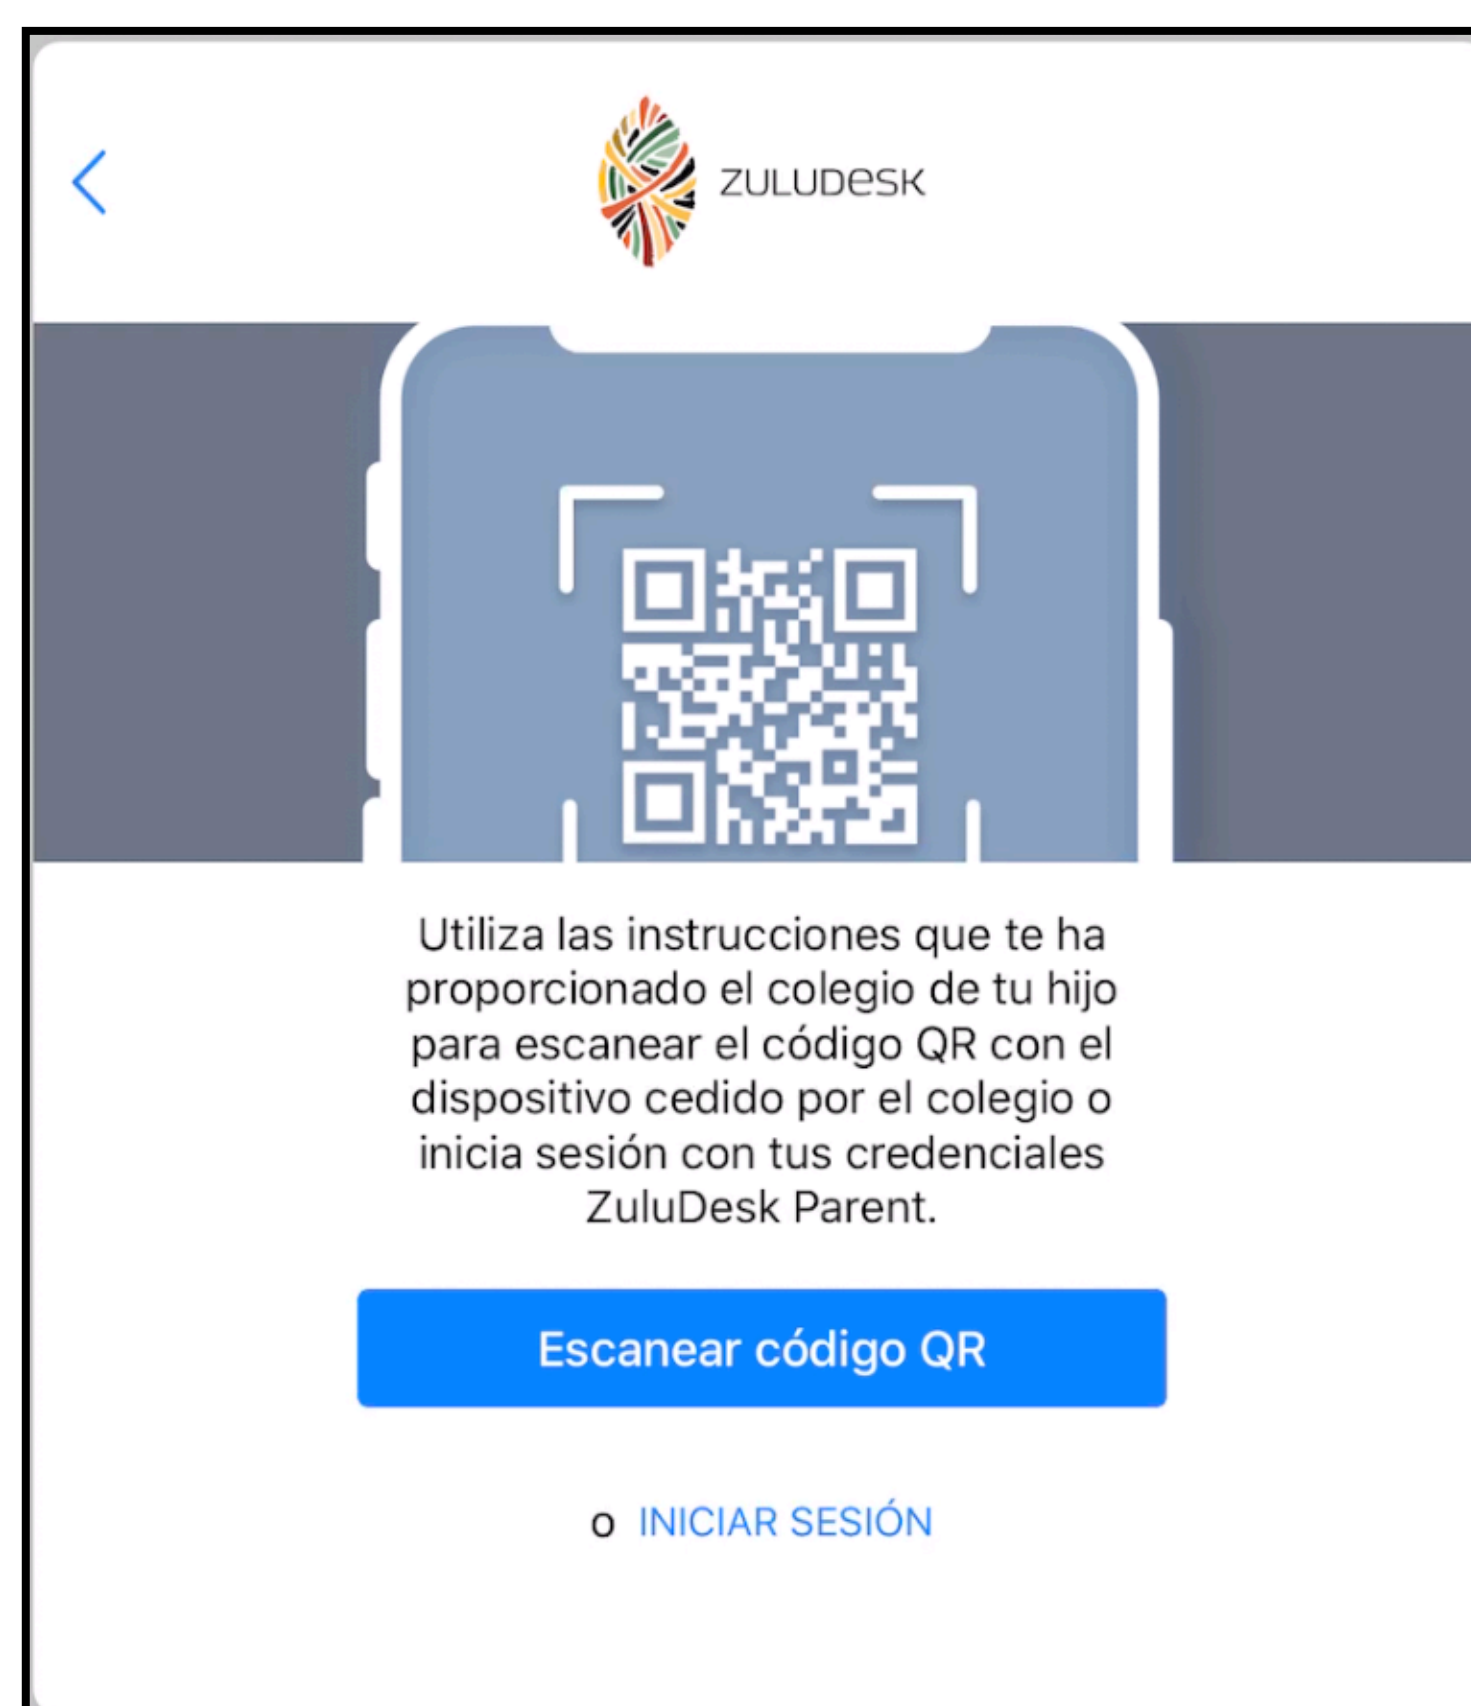 ZULUDESK
Utiliza las instrucciones que te ha
proporcionado el colegio de tu hijo
para escanear el código QR con el
dispositivo cedido por el colegio o
inicia sesión con tus credenciales
ZuluDesk Parent.
Escanear código QR
o INICIAR SESIÓN